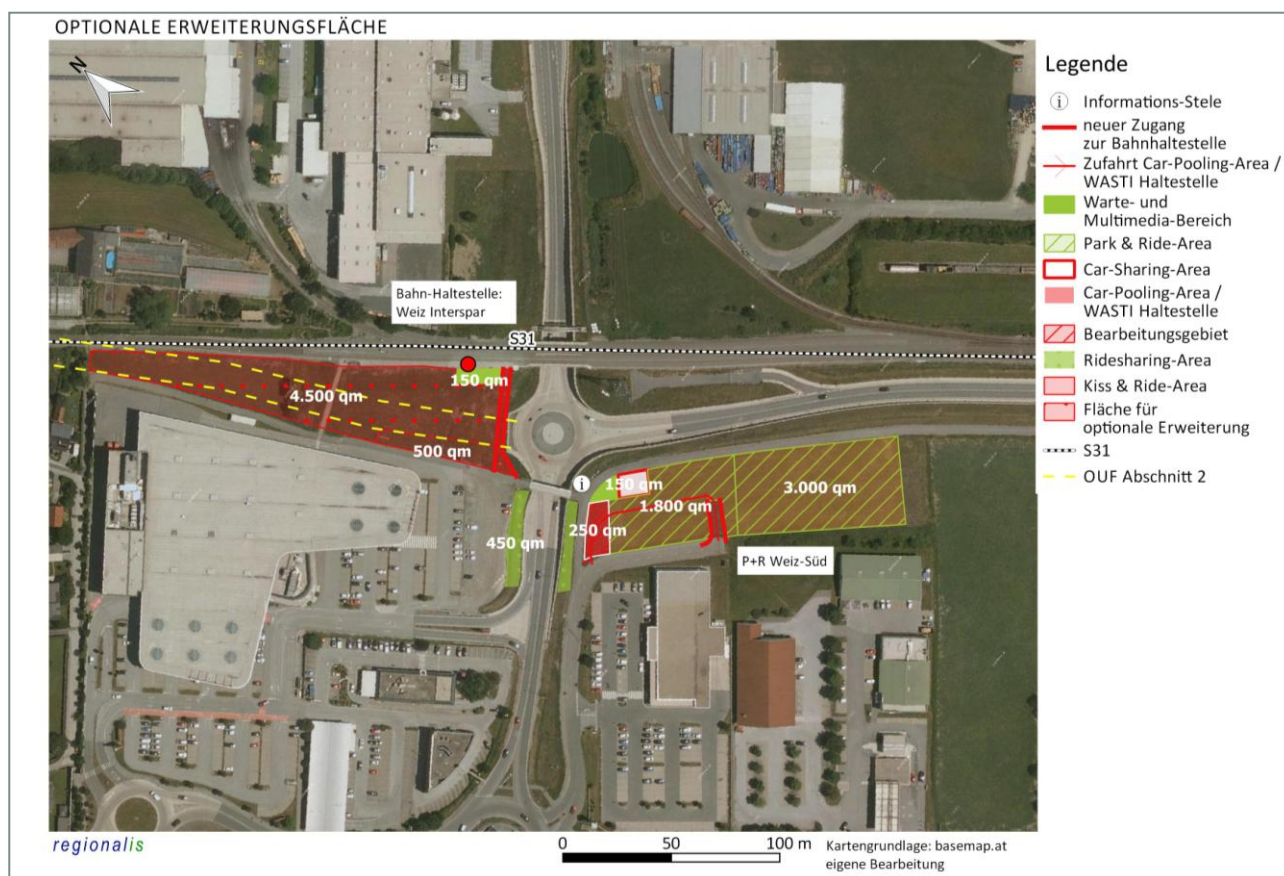 OPTIONALE ERWEITERUNGSFLÄCHE
N
Bahn-Haltestelle:
Weiz Interspar
S31
150 qm
4.500 qm
500 qm
i
150 qm
3.000 qm
1.800 qm
250 qm
450 qm
P+R Weiz-Süd
Legende
i Informations-Stele
neuer Zugang
zur Bahnhaltestelle
Zufahrt Car-Pooling-Area /
WASTI Haltestelle
Warte- und
Multimedia-Bereich
Park & Ride-Area
Car-Sharing-Area
Car-Pooling-Area /
WASTI Haltestelle
Bearbeitungsgebiet
Ridesharing-Area
Kiss & Ride-Area
Fläche für
optionale Erweiterung
S31
OUF Abschnitt 2
regionalis
0 50 100 m
Kartengrundlage: basemap.at
eigene Bearbeitung